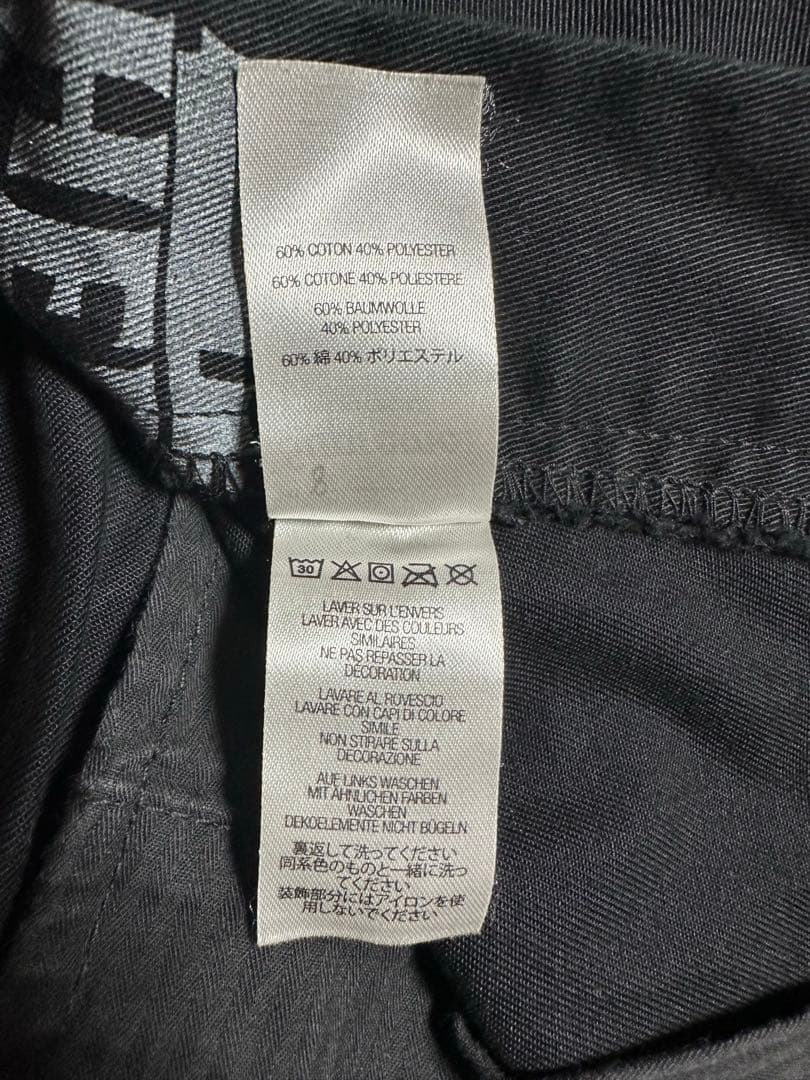 60% COTON 40% POLYESTER
60% COTONE 40% POLIESTERE
60% BAUMWOLLE
40% POLYESTER
60% 綿 40% ポリエステル
8
30
LAVER SUR L'ENVERS
LAVER AVEC DES COULEURS
SIMILAIRES
NE PAS REPASSER LA
DECORATION
LAVARE AL ROVESCIO
LAVARE CON CAPI DI COLORE
SIMILE
NON STIRARE SULLA
DECORAZIONE
AUF LINKS WASCHEN
MIT ÄHNLICHEN FARBEN
WASCHEN
DEKOELEMENTE NICHT BÜGELN
裏返して洗ってください
同系色のものと一緒に洗っ
てください
装飾部分にはアイロンを使
用しないでください